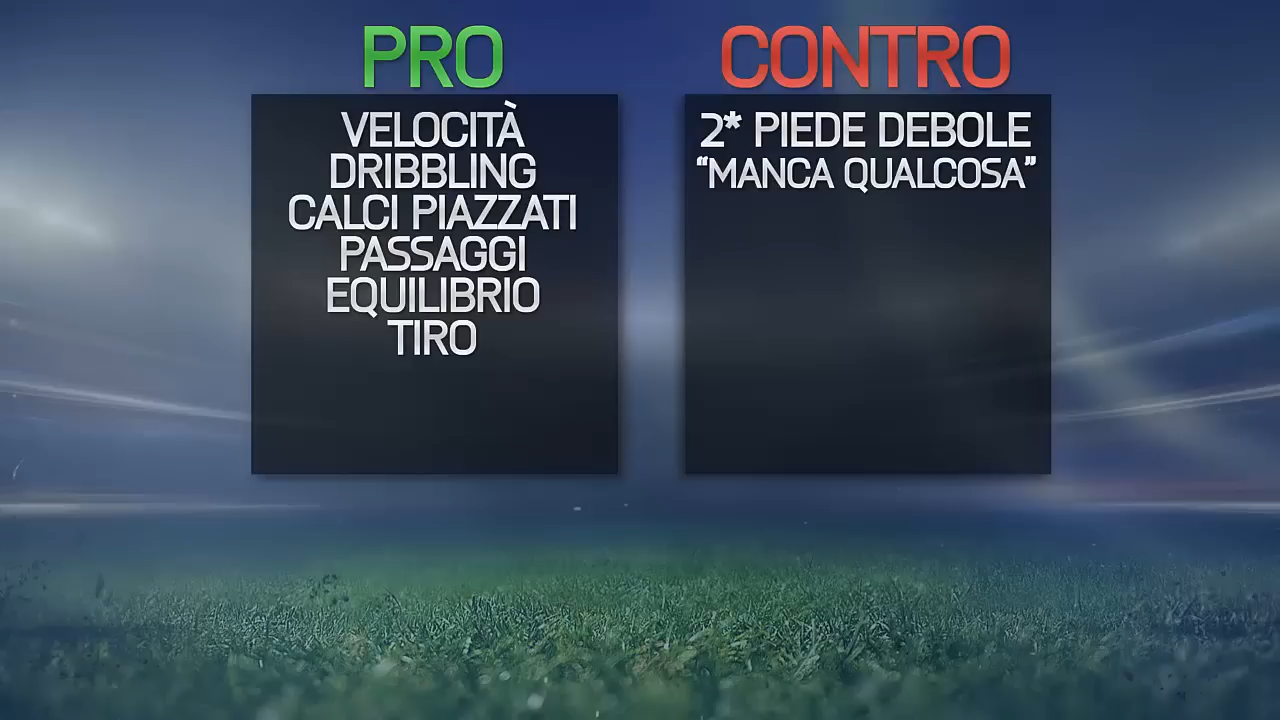 PRO
VELOCITÀ
DRIBBLING
CALCI PIAZZATI
PASSAGGI
EQUILIBRIO
TIRO
CONTRO
2* PIEDE DEBOLE
“MANCA QUALCOSA”